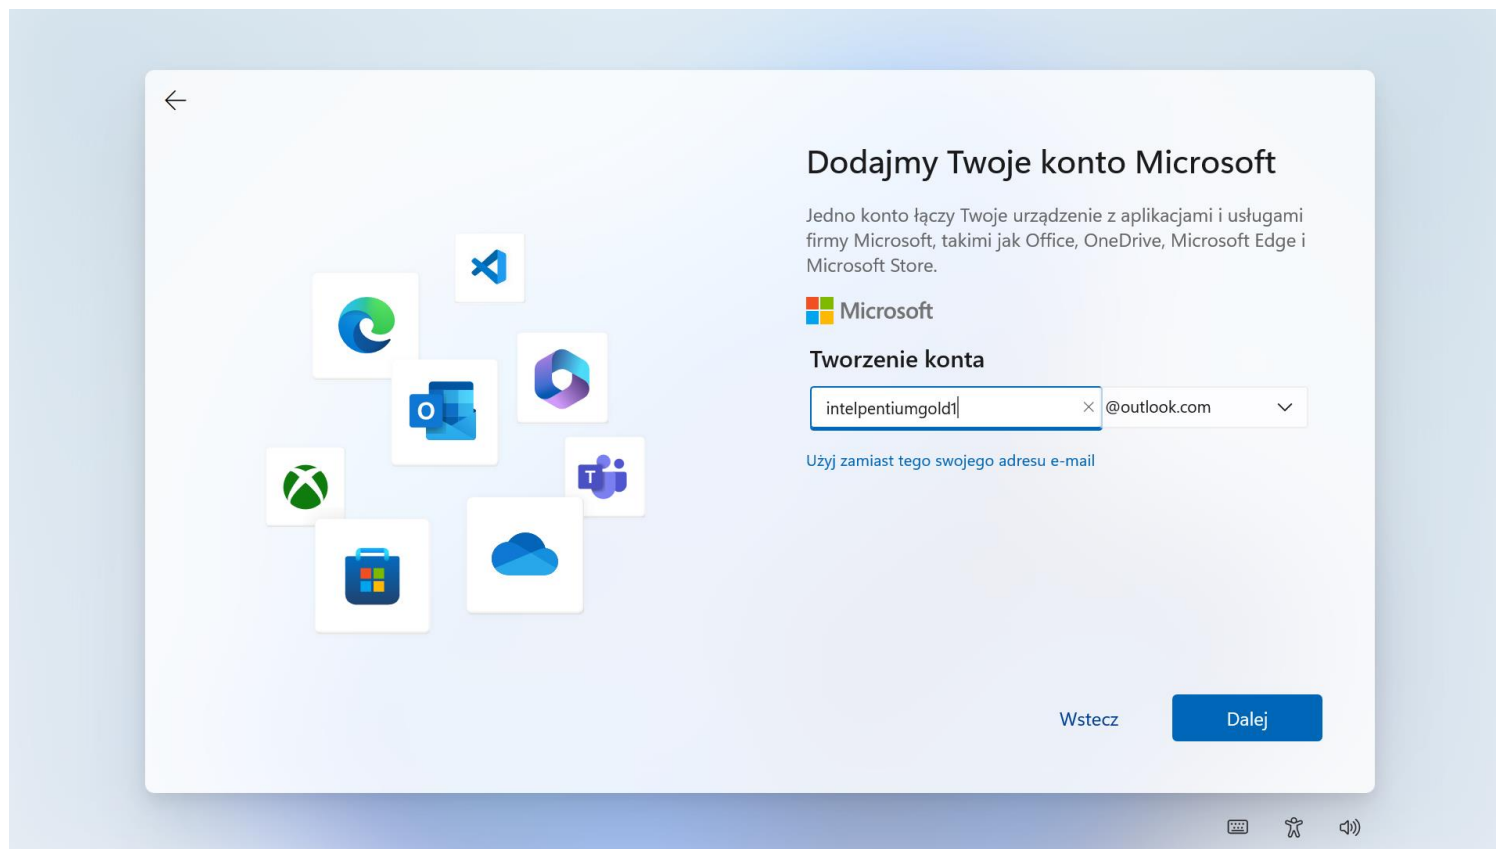 Dodajmy Twoje konto Microsoft
Jedno konto łączy Twoje urządzenie z aplikacjami i usługami
firmy Microsoft, takimi jak Office, OneDrive, Microsoft Edge i
Microsoft Store.
Microsoft
Tworzenie konta
intelpentiumgold1 @outlook.com
Użyj zamiast tego swojego adresu e-mail
Wstecz Dalej